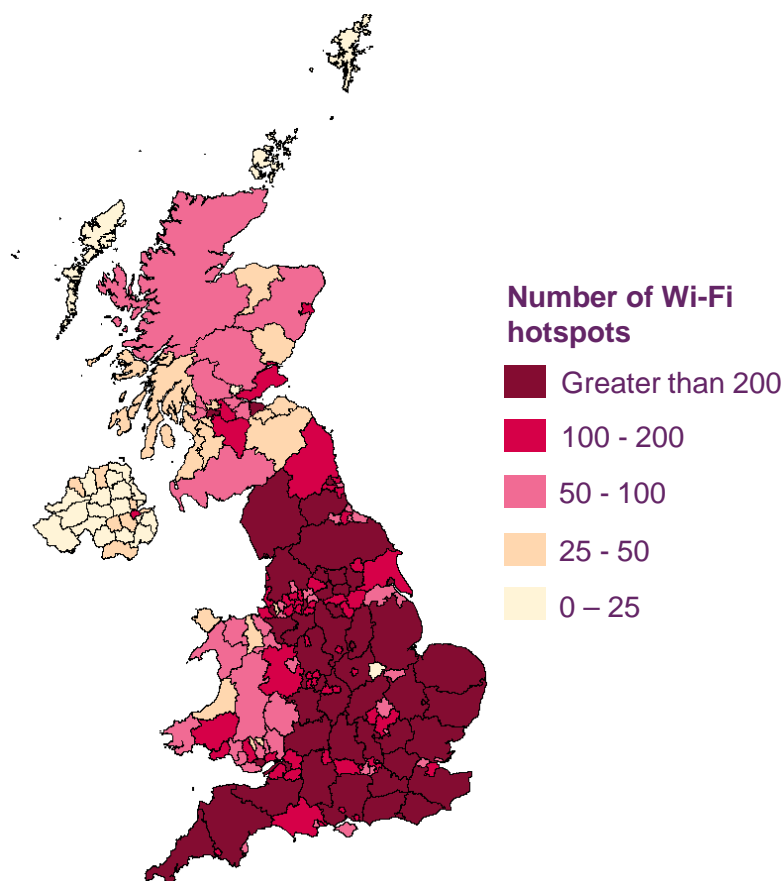 Number of Wi-Fi
hotspots
Greater than 200
100 - 200
50 - 100
25 - 50
0 – 25